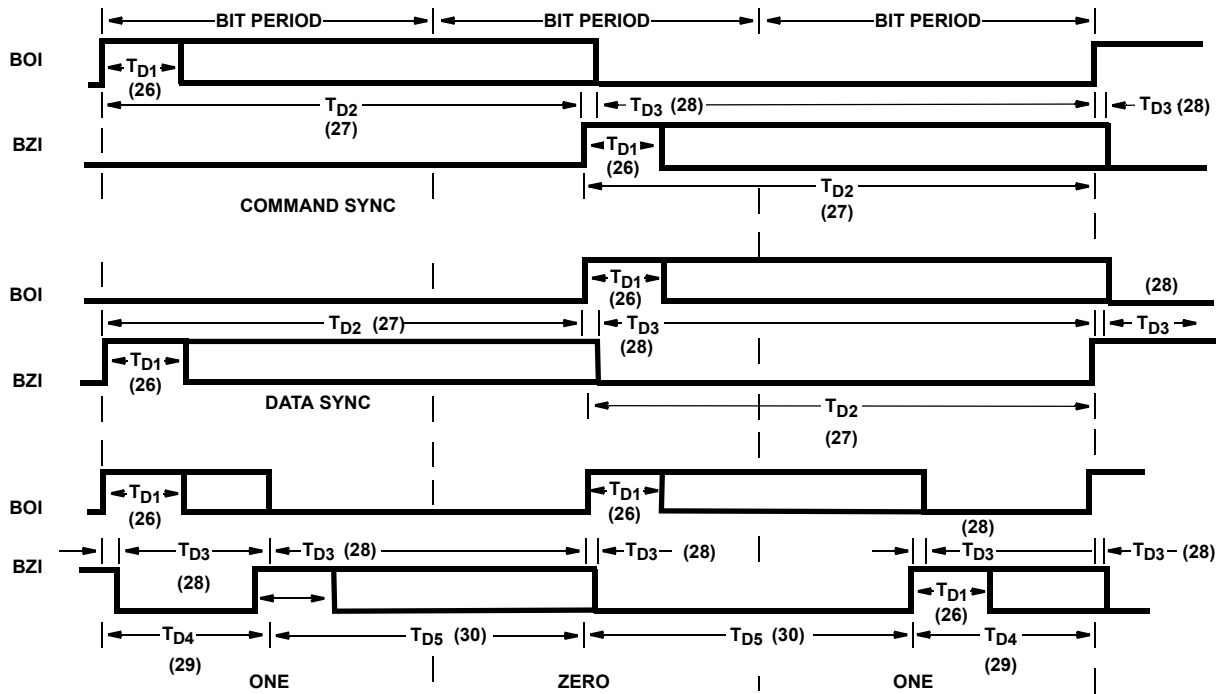 BIT PERIOD BIT PERIOD BIT PERIOD
BOI
TD1
(26)
TD2
(27)
TD3 (28)
TD3 (28)
BZI
TD1
(26)
TD2
(27)
COMMAND SYNC
BOI
TD1
(26)
(28)
TD2 (27)
TD3
(28)
TD3
BZI
TD1
(26)
DATA SYNC
TD2
(27)
BOI
TD1
(26)
TD1
(26)
(28)
BZI
TD3
(28)
TD3 (28)
TD3 (28)
TD3
TD3 (28)
TD1
(26)
TD4
(29)
TD5 (30)
TD5 (30)
TD4
(29)
ONE ZERO ONE